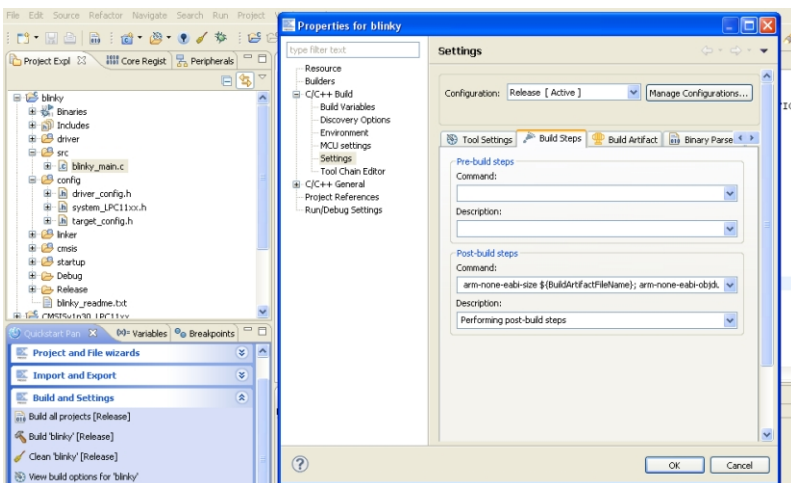 File Edit Source Refactor Navigate Search Run Project
Project Expl
Core Regist
Peripherals
blinky
Binaries
Includes
driver
src
blinky_main.c
config
driver_config.h
system_LPC11xx.h
target_config.h
linker
cmsis
startup
Debug
Release
blinky_readme.txt
CMSISv1p30_LPC11xx
Quickstart Pan
(x)= Variables
Breakpoints
Project and File wizards
Import and Export
Build and Settings
Build all projects [Release]
Build 'blinky' [Release]
Clean 'blinky' [Release]
View build options for 'blinky'
Properties for blinky
type filter text
Resource
Builders
C/C++ Build
Build Variables
Discovery Options
Environment
MCU settings
Settings
Tool Chain Editor
C/C++ General
Project References
Run/Debug Settings
Settings
Configuration: Release [ Active ] Manage Configurations...
Tool Settings
Build Steps
Build Artifact
Binary Parse
Pre-build steps
Command:
Description:
Post-build steps
Command:
arm-none-eabi-size ${BuildArtifactFileName}; arm-none-eabi-objd
Description:
Performing post-build steps
OK Cancel